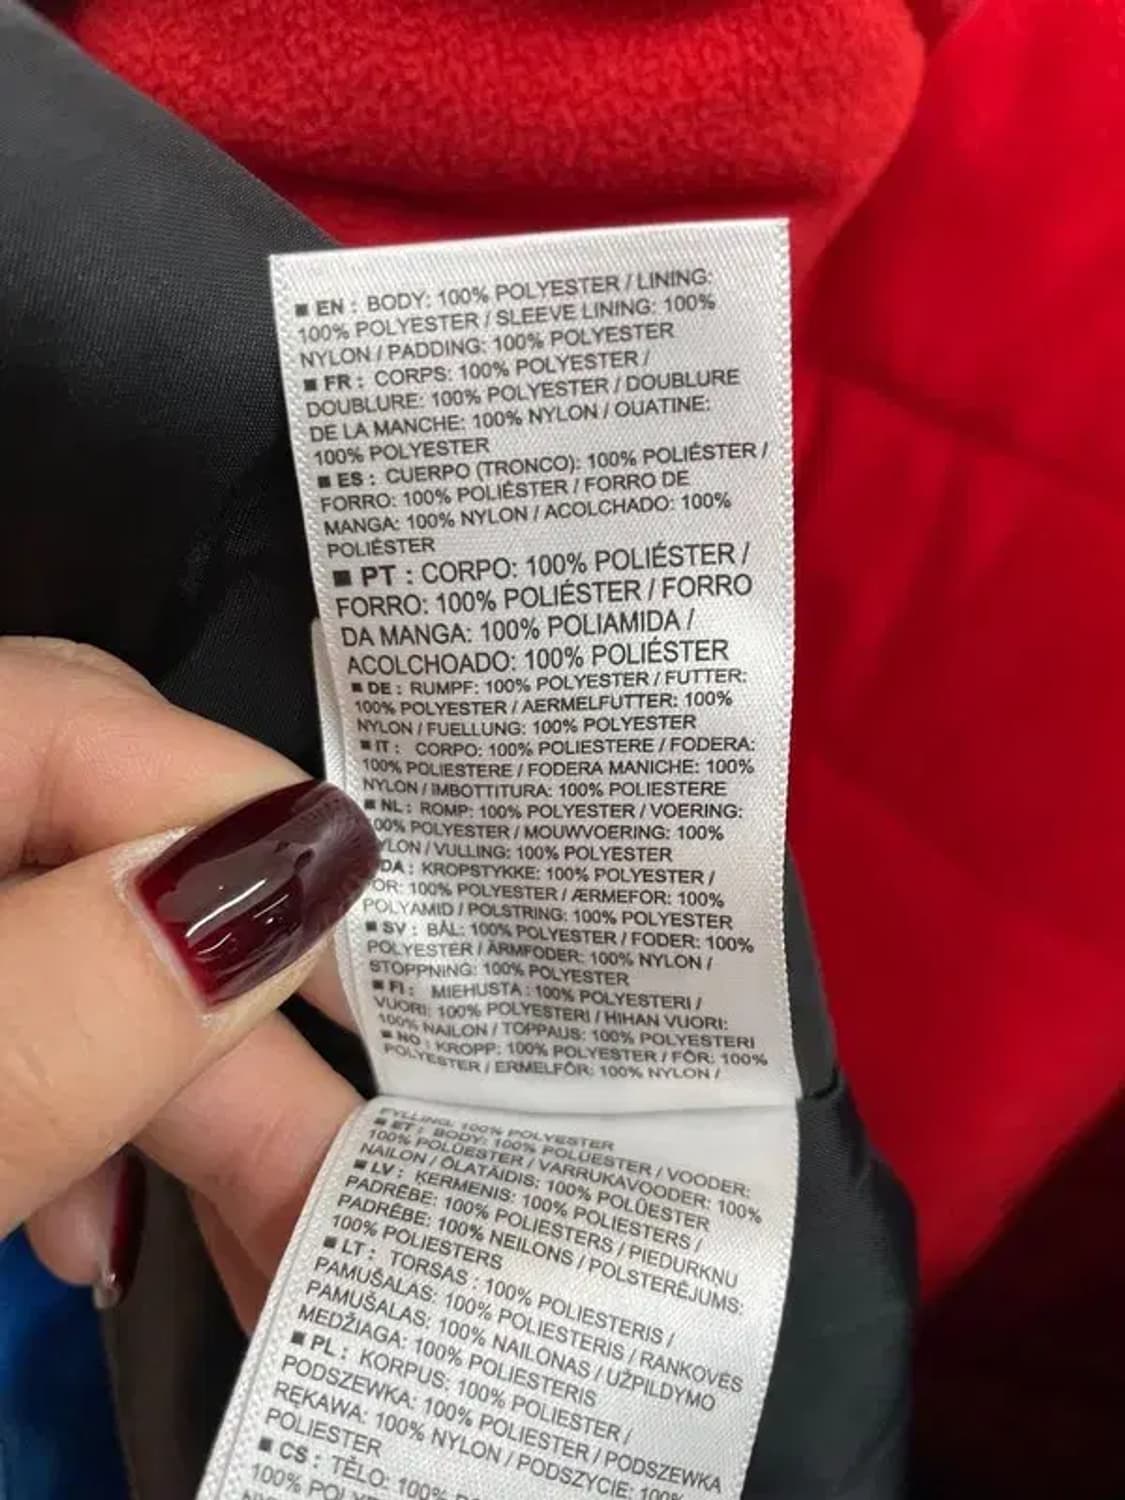 ■ EN : BODY: 100% POLYESTER / LINING:
100% POLYESTER / SLEEVE LINING: 100%
NYLON / PADDING: 100% POLYESTER
■ FR : CORPS: 100% POLYESTER /
DOUBLURE: 100% POLYESTER / DOUBLURE
DE LA MANCHE: 100% NYLON / OUATINE:
100% POLYESTER
■ ES : CUERPO (TRONCO): 100% POLIÉSTER /
FORRO: 100% POLIÉSTER / FORRO DE
MANGA: 100% NYLON / ACOLCHADO: 100%
POLIÉSTER
■ PT : CORPO: 100% POLIÉSTER /
FORRO: 100% POLIÉSTER / FORRO
DA MANGA: 100% POLIAMIDA /
ACOLCHOADO: 100% POLIÉSTER
■ DE : RUMPF: 100% POLYESTER / FUTTER:
100% POLYESTER / AERMELFUTTER: 100%
NYLON / FUELLUNG: 100% POLYESTER
■ IT : CORPO: 100% POLIESTERE / FODERA:
100% POLIESTERE / FODERA MANICHE: 100%
NYLON / IMBOTTITURA: 100% POLIESTERE
■ NL : ROMP: 100% POLYESTER / VOERING:
00% POLYESTER / MOUWVOERING: 100%
YLON / VULLING: 100% POLYESTER
DA : KROPSTYKKE: 100% POLYESTER /
OR: 100% POLYESTER / ÆRMEFOR: 100%
POLYAMID / POLSTRING: 100% POLYESTER
■ SV : BÅL: 100% POLYESTER / FODER: 100%
POLYESTER / ÄRMFODER: 100% NYLON /
STOPPNING: 100% POLYESTER
■ FI : MIEHUSTA : 100% POLYESTERI /
VUORI: 100% POLYESTERI / HIHAN VUORI:
100% NAILON / TOPPAUS: 100% POLYESTERI
■ NO : KROPP: 100% POLYESTER / FÔR: 100%
POLYESTER / ERMELFÔR: 100% NYLON /
FYLLING: 100% POLYESTER
■ ET : BODY: 100% POLÜESTER / VOODER:
100% POLÜESTER / VARRUKAVOODER: 100%
NAILON / ÕLATÄIDIS: 100% POLÜESTER
■ LV : ĶERMENIS: 100% POLIESTERS /
PADRĒBE: 100% POLIESTERS / PIEDURKŅU
PADRĒBE: 100% NEILONS / POLSTERĒJUMS:
100% POLIESTERS
■ LT : TORSAS : 100% POLIESTERIS /
PAMUŠALAS: 100% POLIESTERIS / RANKOVĖS
PAMUŠALAS: 100% NAILONAS / UŽPILDYMO
MEDŽIAGA: 100% POLIESTERIS
■ PL : KORPUS: 100% POLIESTER /
PODSZEWKA: 100% POLIESTER / PODSZEWKA
RĘKAWA: 100% NYLON / PODSZYCIE: 100%
POLIESTER
■ CS : TĚLO: 100%
100%